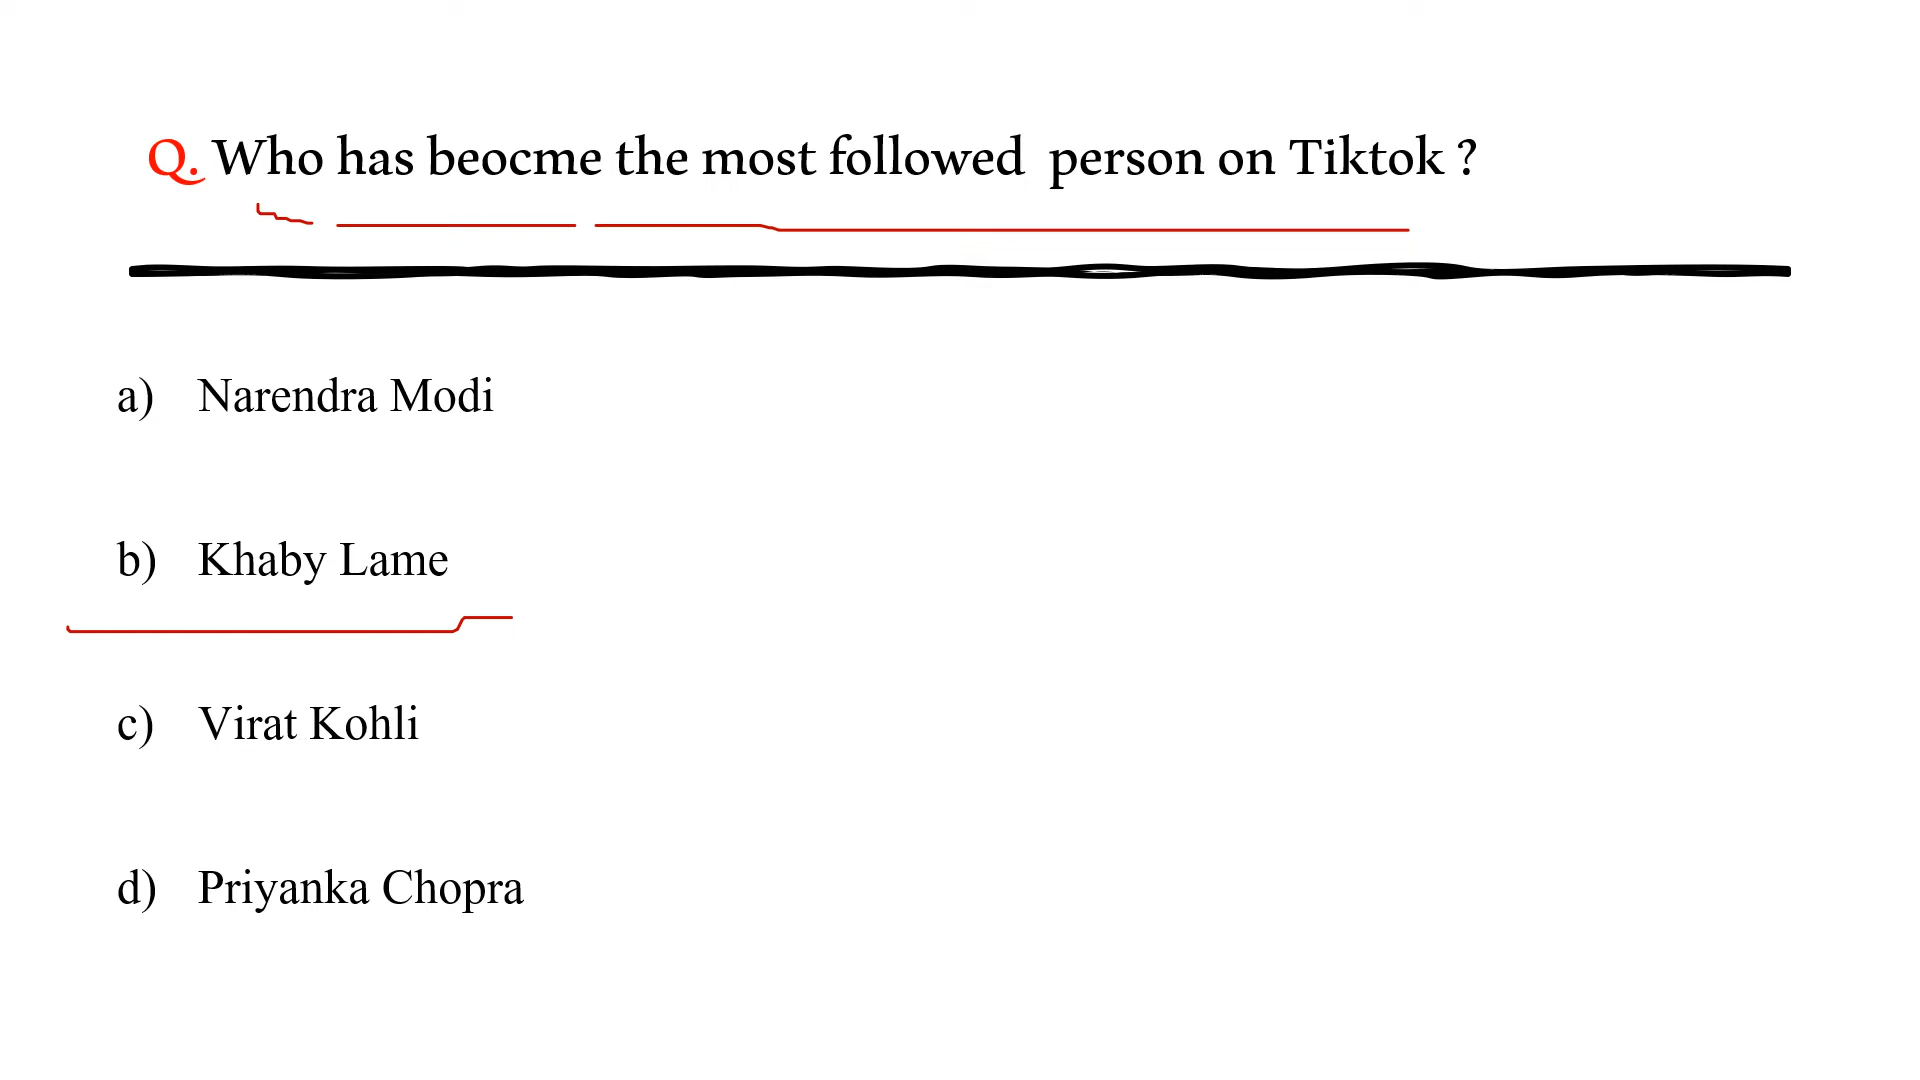 Q. Who has beocme the most followed  person on Tiktok ?
a) Narendra Modi
b) Khaby Lame
c) Virat Kohli
d) Priyanka Chopra